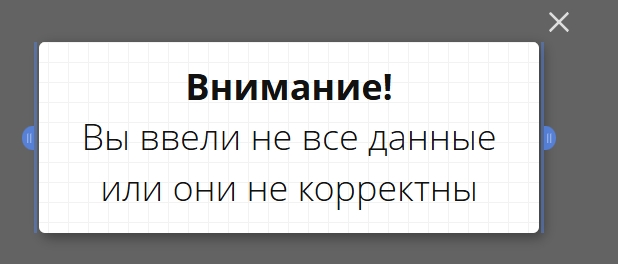 Внимание!
Вы ввели не все данные
или они не корректны